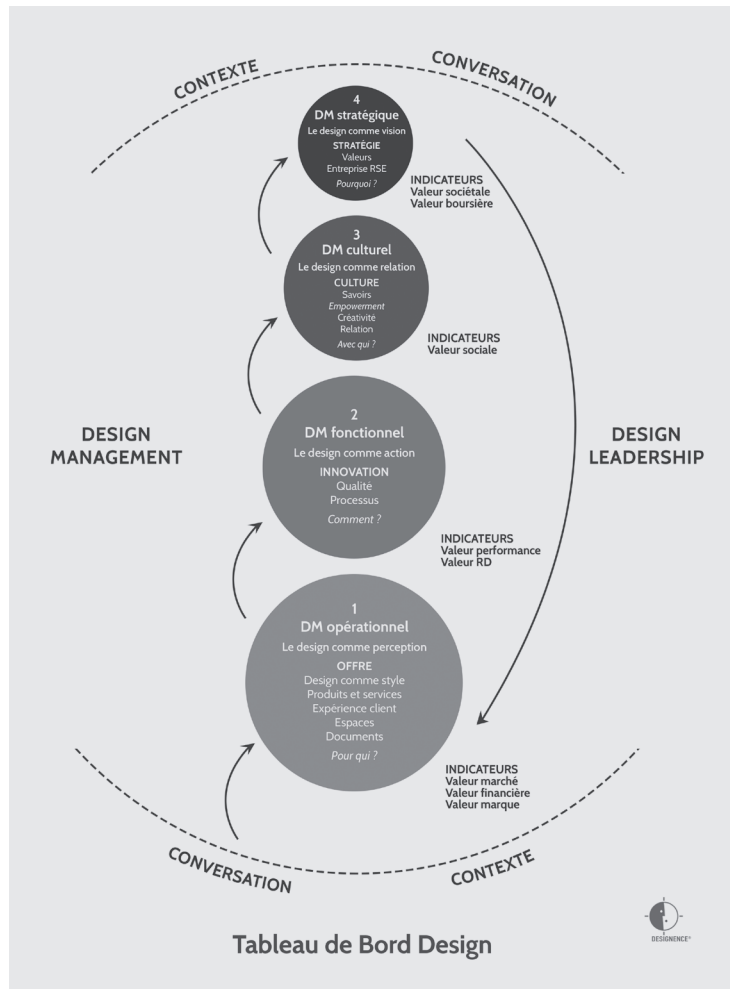 CONTEXTE
CONVERSATION
4
DM stratégique
Le design comme vision
STRATÉGIE
Valeurs
Entreprise RSE
Pourquoi ?
INDICATEURS
Valeur sociétale
Valeur boursière
3
DM culturel
Le design comme relation
CULTURE
Savoirs
Empowerment
Créativité
Relation
Avec qui ?
INDICATEURS
Valeur sociale
DESIGN
MANAGEMENT
2
DM fonctionnel
Le design comme action
INNOVATION
Qualité
Processus
Comment ?
DESIGN
LEADERSHIP
INDICATEURS
Valeur performance
Valeur RD
1
DM opérationnel
Le design comme perception
OFFRE
Design comme style
Produits et services
Expérience client
Espaces
Documents
Pour qui ?
INDICATEURS
Valeur marché
Valeur financière
Valeur marque
CONVERSATION
CONTEXTE
DESIGNENCE®
Tableau de Bord Design